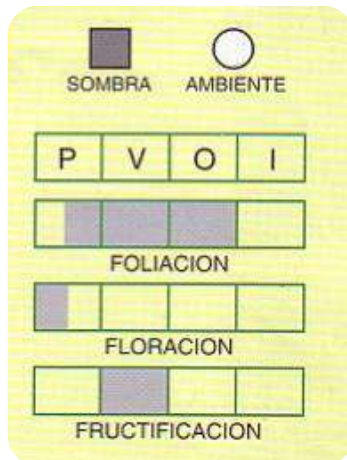 SOMBRA AMBIENTE
P V O I
FOLIACION
FLORACION
FRUCTIFICACION